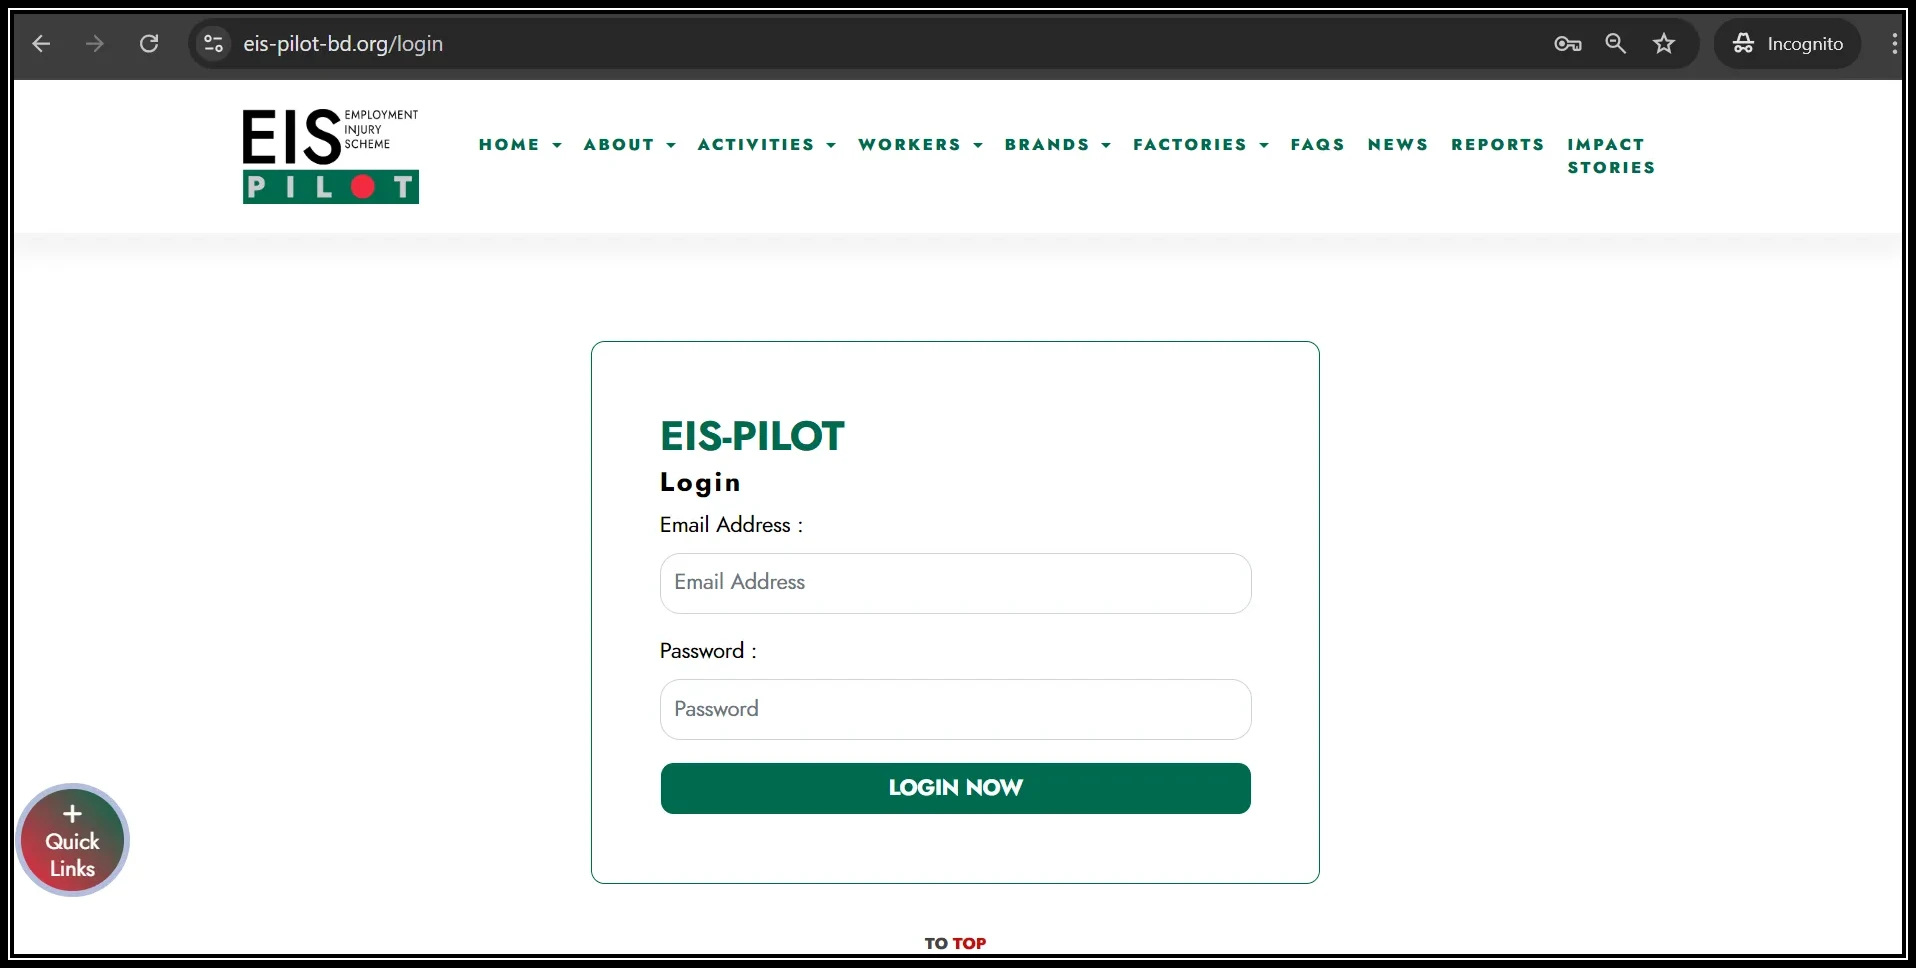 eis-pilot-bd.org/login
Incognito
EIS EMPLOYMENT
INJURY
SCHEME
PILOT
HOME ABOUT ACTIVITIES WORKERS BRANDS FACTORIES FAQS NEWS REPORTS IMPACT
STORIES
EIS-PILOT
Login
Email Address :
Email Address
Password :
Password
LOGIN NOW
+
Quick
Links
TO TOP